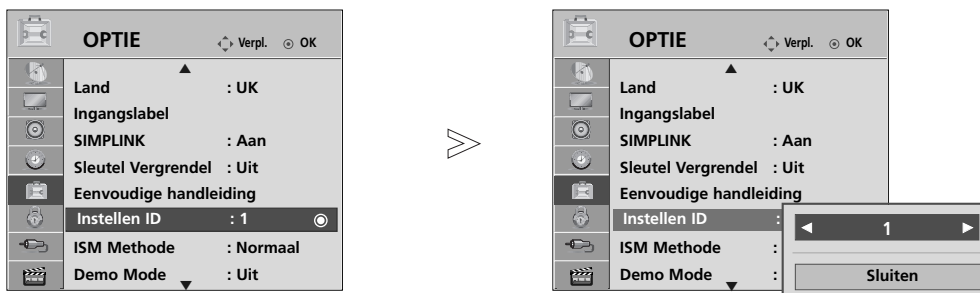 OPTIE Verpl. OK
Land : UK
Ingangslabel
SIMPLINK : Aan
Sleutel Vergrendel : Uit
Eenvoudige handleiding
Instellen ID : 1
ISM Methode : Normaal
Demo Mode : Uit
OPTIE Verpl. OK
Land : UK
Ingangslabel
SIMPLINK : Aan
Sleutel Vergrendel : Uit
Eenvoudige handleiding
Instellen ID :
ISM Methode :
Demo Mode :
1
Sluiten